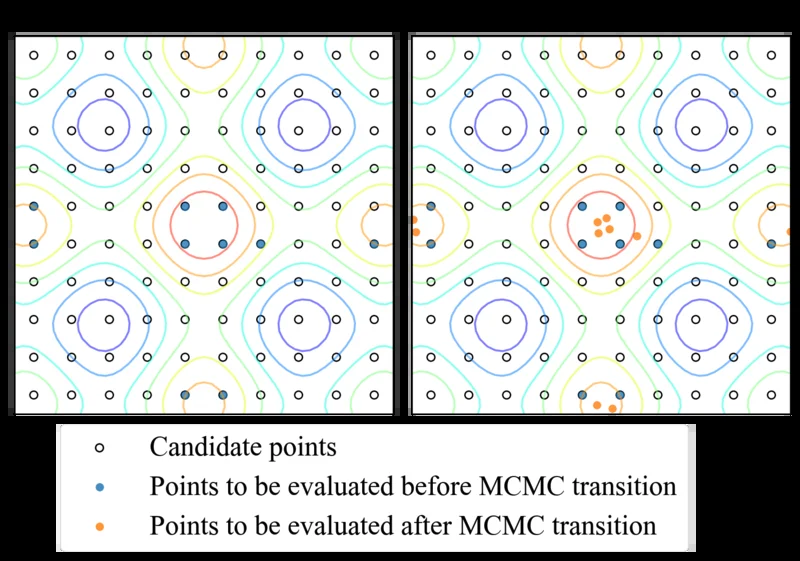 Candidate points
Points to be evaluated before MCMC transition
Points to be evaluated after MCMC transition